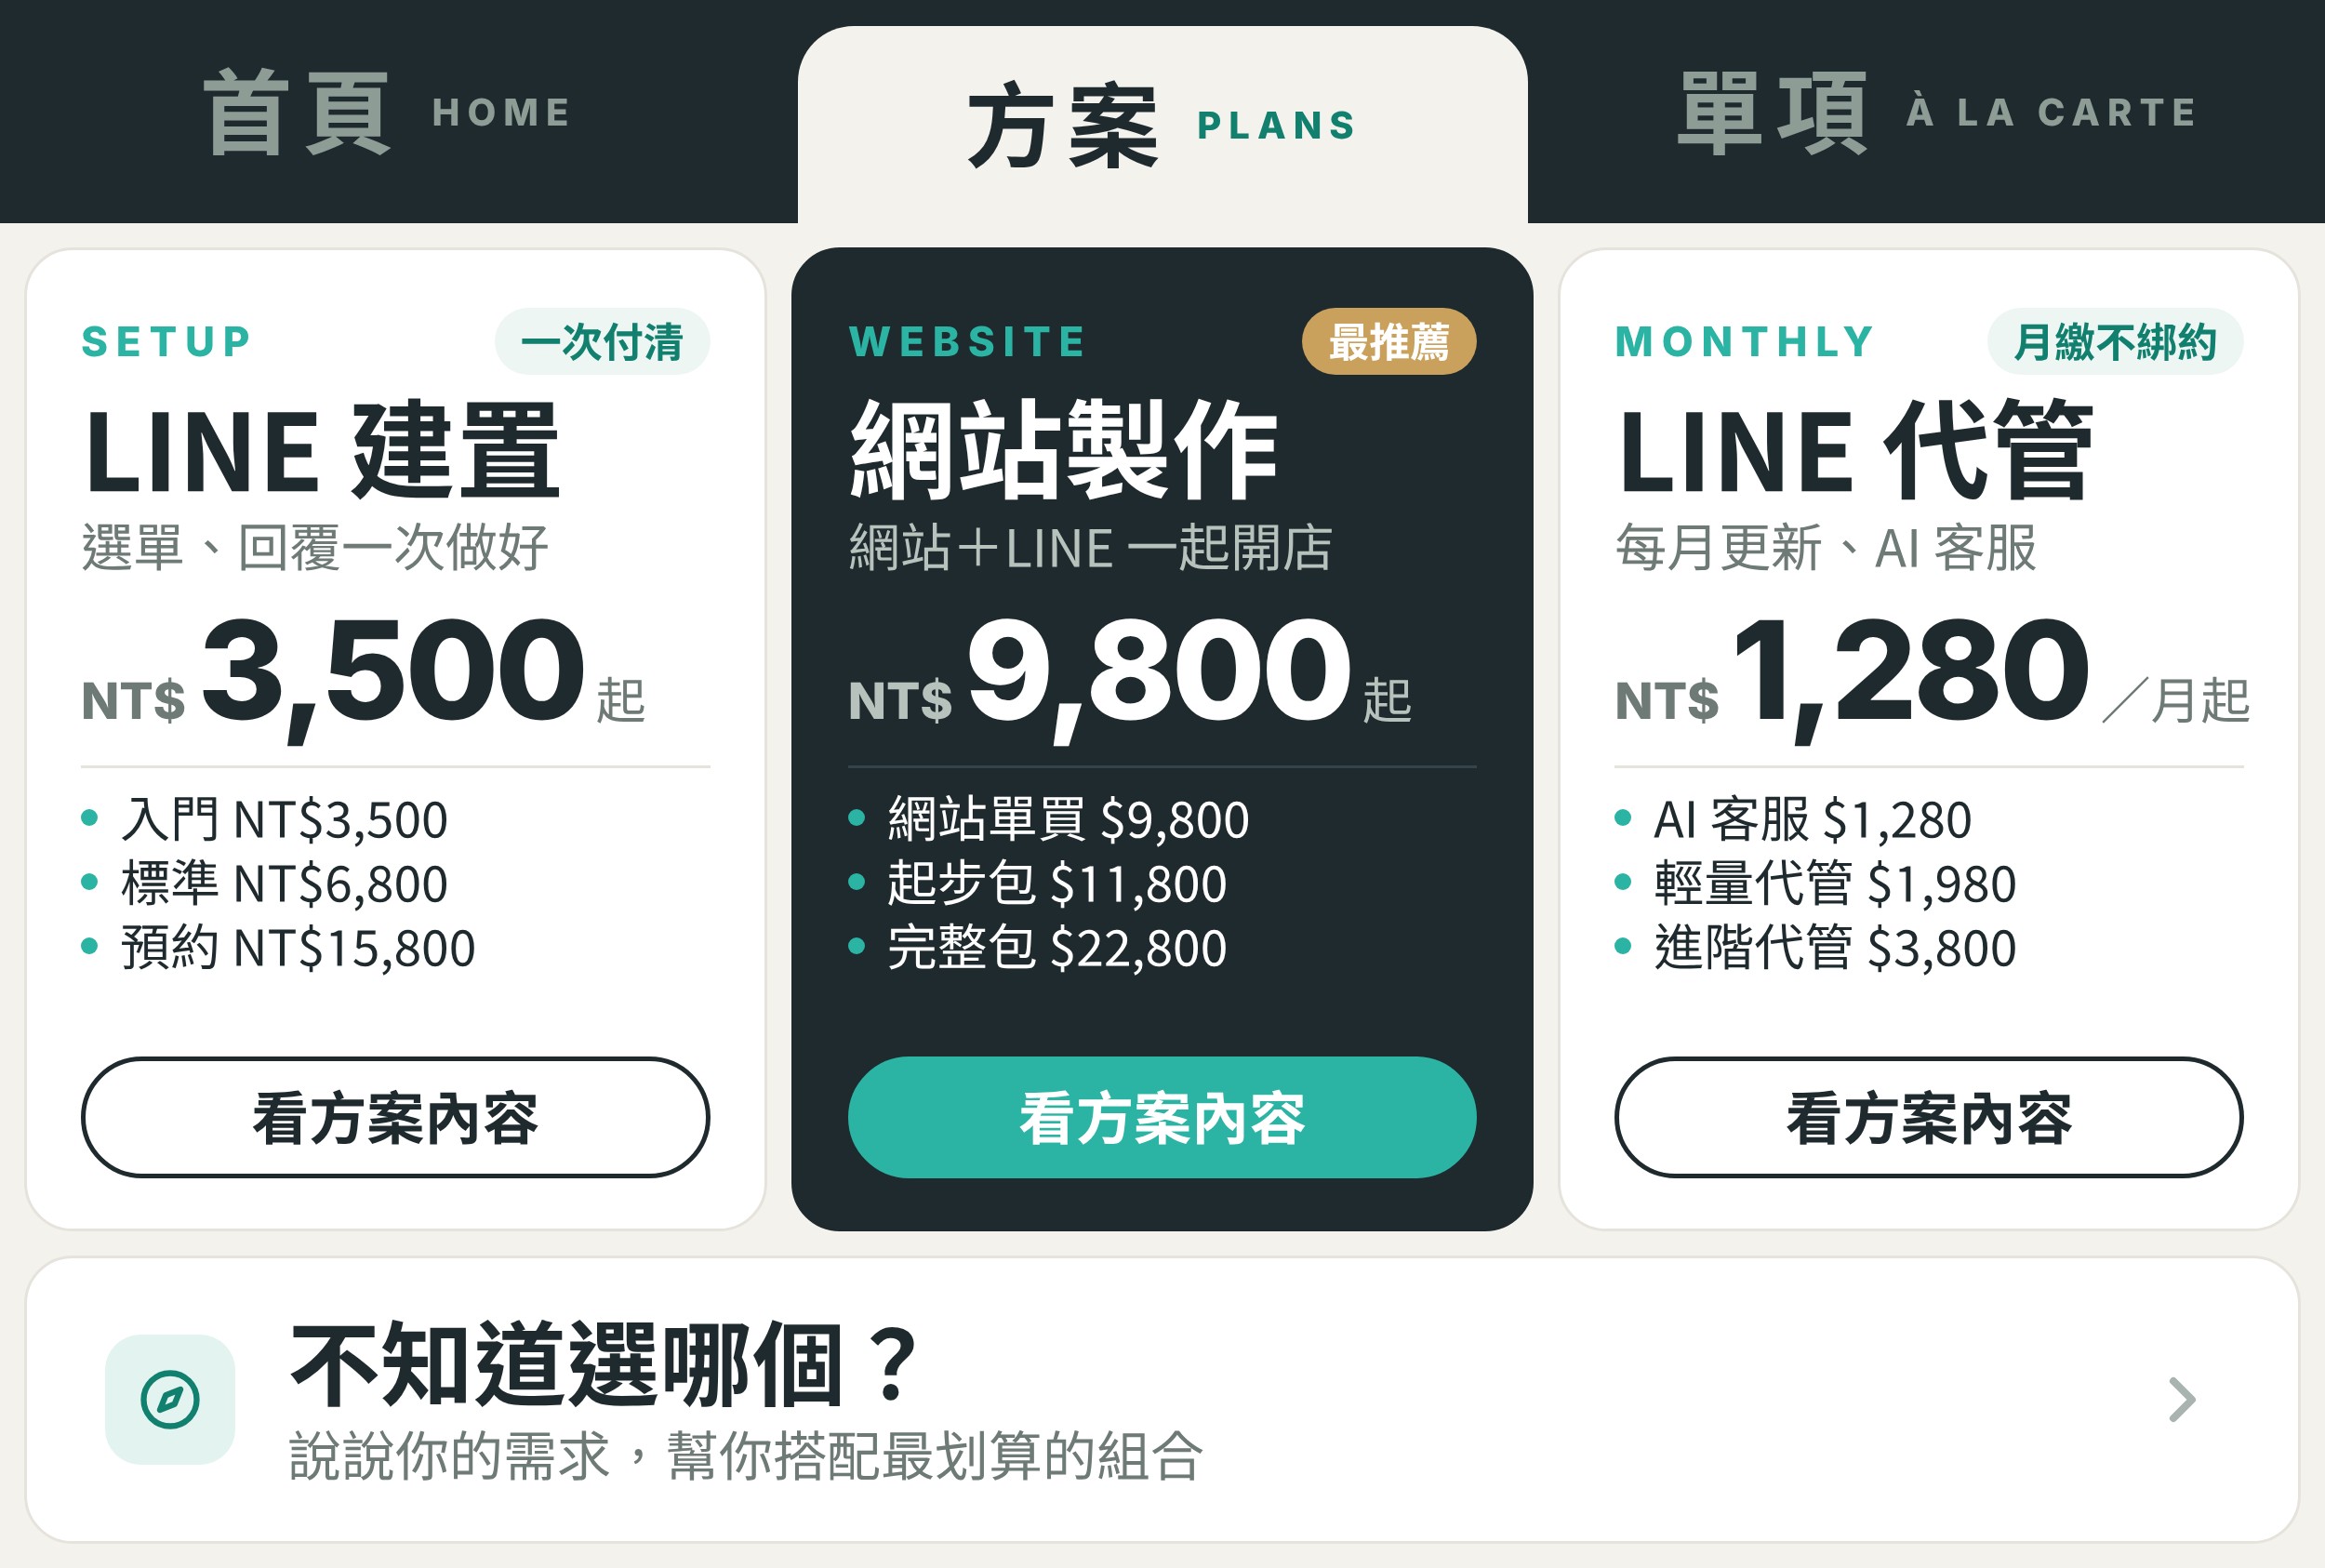 首頁 HOME
方案 PLANS
單項 À LA CARTE
SETUP
一次付清
LINE 建置
選單、回覆一次做好
NT$ 3,500 起
入門 NT$3,500
標準 NT$6,800
預約 NT$15,800
看方案內容
WEBSITE
最推薦
網站製作
網站＋LINE 一起開店
NT$ 9,800 起
網站單買 $9,800
起步包 $11,800
完整包 $22,800
看方案內容
MONTHLY
月繳不綁約
LINE 代管
每月更新、AI 客服
NT$ 1,280 ／月起
AI 客服 $1,280
輕量代管 $1,980
進階代管 $3,800
看方案內容
不知道選哪個？
說說你的需求，幫你搭配最划算的組合